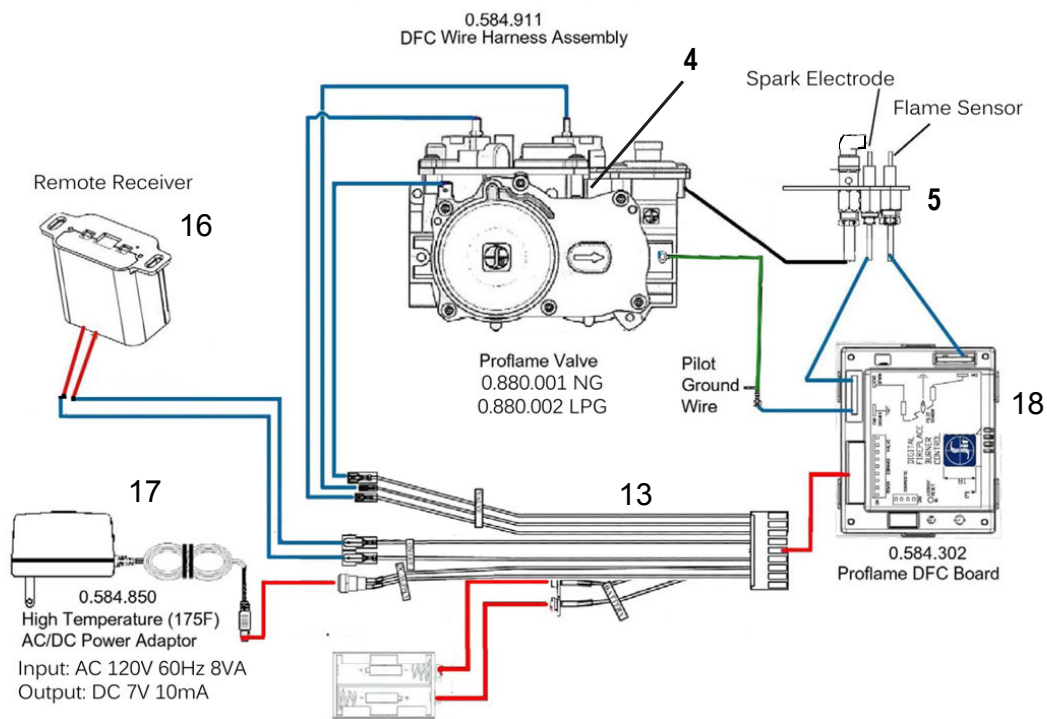 0.584.911
DFC Wire Harness Assembly
4
Spark Electrode
Flame Sensor
5
Remote Receiver
16
Proflame Valve
0.880.001 NG
0.880.002 LPG
Pilot
Ground
Wire
18
DIGITAL
FIREPLACE
BURNER
CONTROL
17
13
0.584.302
Proflame DFC Board
0.584.850
High Temperature (175F)
AC/DC Power Adaptor
Input: AC 120V 60Hz 8VA
Output: DC 7V 10mA